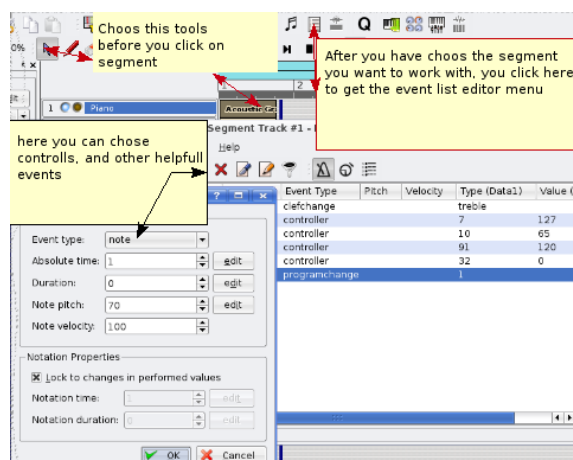 Choos this tools
before you click on
segment
After you have choos the segment
you want to work with, you click here
to get the event list editor menu
0%
Q
2
1 Piano
Acoustic Gr
here you can chose
controlls, and other helpfull
events
Segment Track #1 -
Help
Event Type Pitch Velocity Type (Data1) Value (
clefchange treble
controller 7 127
controller 10 65
controller 91 120
controller 32 0
programchange 1
Event type: note
Absolute time: 1 edit
Duration: 0 edit
Note pitch: 70 edit
Note velocity: 100
Notation Properties
Lock to changes in performed values
Notation time: 1 edit
Notation duration: 0 edit
OK Cancel